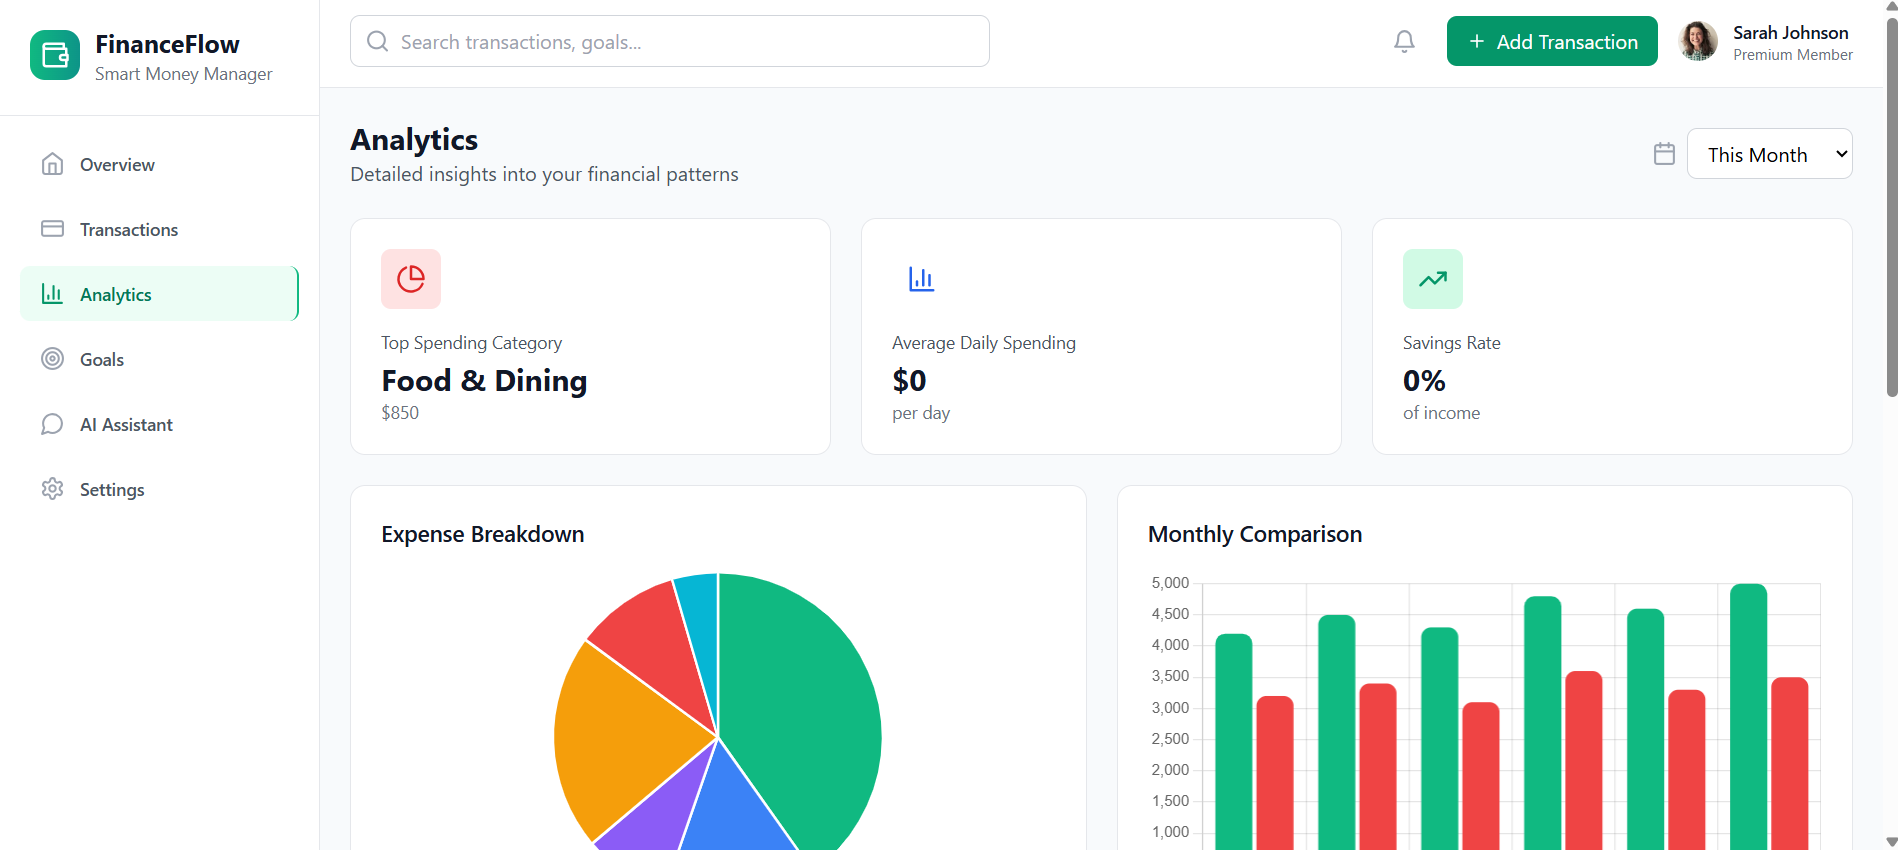 FinanceFlow
Smart Money Manager
Search transactions, goals...
Add Transaction
Sarah Johnson
Premium Member
Overview
Transactions
Analytics
Goals
AI Assistant
Settings
Analytics
Detailed insights into your financial patterns
This Month
Top Spending Category
Food & Dining
$850
Average Daily Spending
$0
per day
Savings Rate
0%
of income
Expense Breakdown
Monthly Comparison
5,000
4,500
4,000
3,500
3,000
2,500
2,000
1,500
1,000